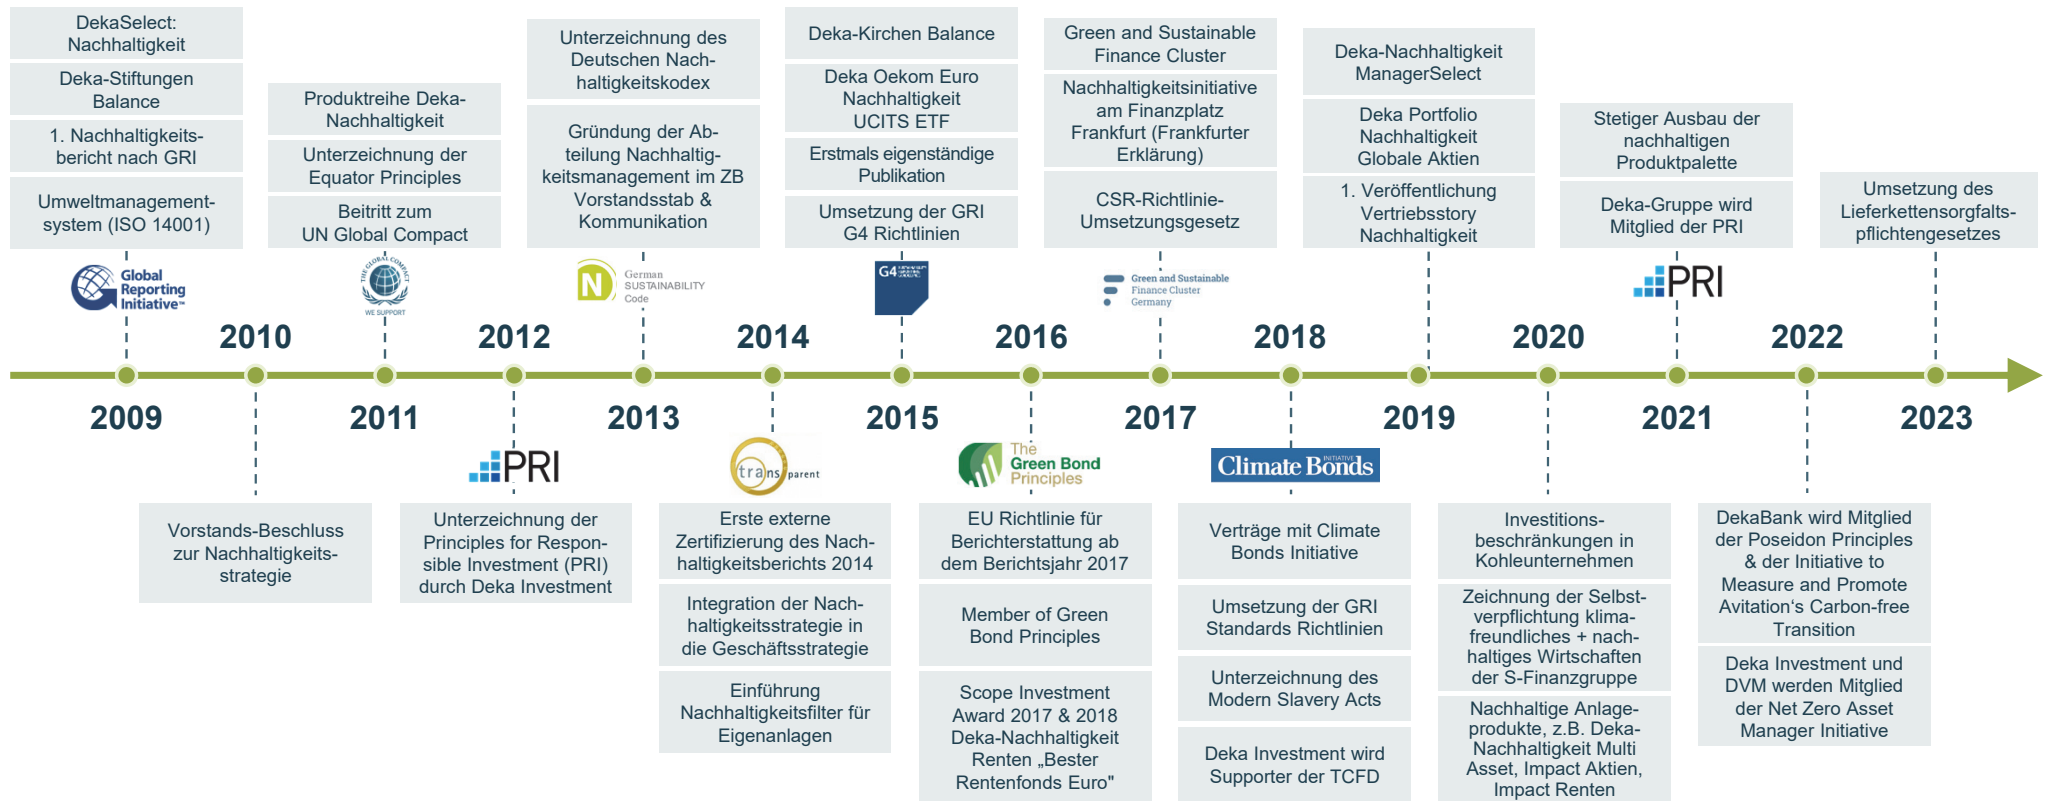 DekaSelect:
Nachhaltigkeit
Deka-Stiftungen
Balance
1. Nachhaltigkeits-
bericht nach GRI
Umweltmanagement-
system (ISO 14001)
Global
Reporting
Initiative™
Produktreihe Deka-
Nachhaltigkeit
Unterzeichnung der
Equator Principles
Beitritt zum
UN Global Compact
THE GLOBAL COMPACT
WE SUPPORT
Unterzeichnung des
Deutschen Nach-
haltigkeitskodex
Gründung der Ab-
teilung Nachhaltig-
keitsmanagement im ZB
Vorstandsstab &
Kommunikation
N
German
SUSTAINABILITY
Code
Deka-Kirchen Balance
Deka Oekom Euro
Nachhaltigkeit
UCITS ETF
Erstmals eigenständige
Publikation
Umsetzung der GRI
G4 Richtlinien
G4
Green and Sustainable
Finance Cluster
Nachhaltigkeitsinitiative
am Finanzplatz
Frankfurt (Frankfurter
Erklärung)
CSR-Richtlinie-
Umsetzungsgesetz
Green and Sustainable
Finance Cluster
Germany
Deka-Nachhaltigkeit
ManagerSelect
Deka Portfolio
Nachhaltigkeit
Globale Aktien
1. Veröffentlichung
Vertriebsstory
Nachhaltigkeit
Stetiger Ausbau der
nachhaltigen
Produktpalette
Deka-Gruppe wird
Mitglied der PRI
PRI
Umsetzung des
Lieferkettensorgfalts-
pflichtengesetzes
2010
2012
2014
2016
2018
2020
2022
2009
2011
2013
2015
2017
2019
2021
2023
Vorstands-Beschluss
zur Nachhaltigkeits-
strategie
PRI
Unterzeichnung der
Principles for Respon-
sible Investment (PRI)
durch Deka Investment
transparent
Erste externe
Zertifizierung des Nach-
haltigkeitsberichts 2014
Integration der Nach-
haltigkeitsstrategie in
die Geschäftsstrategie
Einführung
Nachhaltigkeitsfilter für
Eigenanlagen
The
Green Bond
Principles
EU Richtlinie für
Berichterstattung ab
dem Berichtsjahr 2017
Member of Green
Bond Principles
Scope Investment
Award 2017 & 2018
Deka-Nachhaltigkeit
Renten „Bester
Rentenfonds Euro"
Climate Bonds
INITIATIVE
Verträge mit Climate
Bonds Initiative
Umsetzung der GRI
Standards Richtlinien
Unterzeichnung des
Modern Slavery Acts
Deka Investment wird
Supporter der TCFD
Investitions-
beschränkungen in
Kohleunternehmen
Zeichnung der Selbst-
verpflichtung klima-
freundliches + nach-
haltiges Wirtschaften
der S-Finanzgruppe
Nachhaltige Anlage-
produkte, z.B. Deka-
Nachhaltigkeit Multi
Asset, Impact Aktien,
Impact Renten
DekaBank wird Mitglied
der Poseidon Principles
& der Initiative to
Measure and Promote
Avitation‘s Carbon-free
Transition
Deka Investment und
DVM werden Mitglied
der Net Zero Asset
Manager Initiative